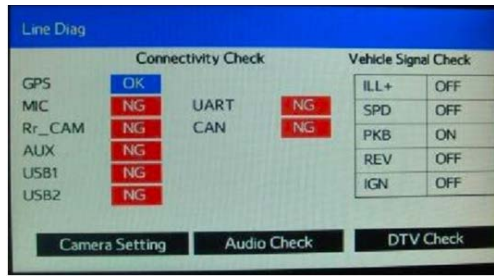 Line Diag
Connectivity Check
Vehicle Signal Check
GPS OK
MIC NG UART NG
Rr_CAM NG CAN NG
AUX NG
USB1 NG
USB2 NG
ILL+ OFF
SPD OFF
PKB ON
REV OFF
IGN OFF
Camera Setting Audio Check DTV Check